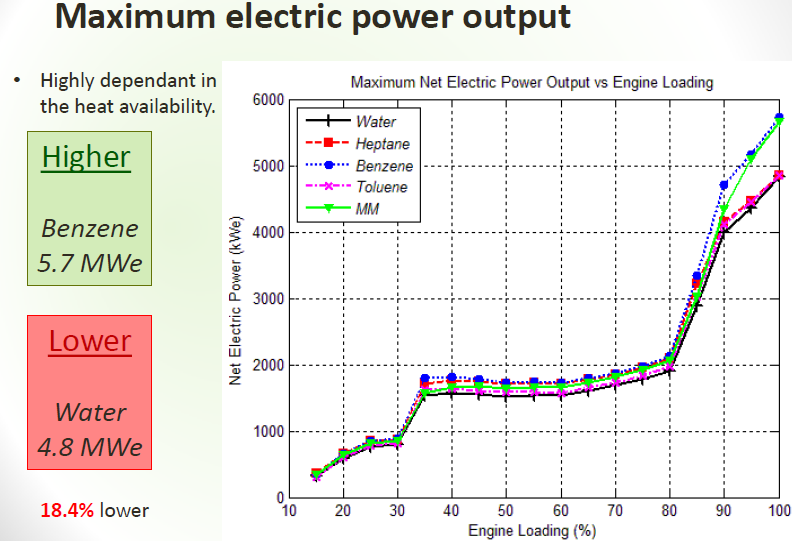 Maximum electric power output
• Highly dependant in
the heat availability.
Higher
Benzene
5.7 MWe
Lower
Water
4.8 MWe
18.4% lower
Maximum Net Electric Power Output vs Engine Loading
Water
Heptane
Benzene
Toluene
MM
Net Electric Power (kWe)
6000
5000
4000
3000
2000
1000
0
10 20 30 40 50 60 70 80 90 100
Engine Loading (%)